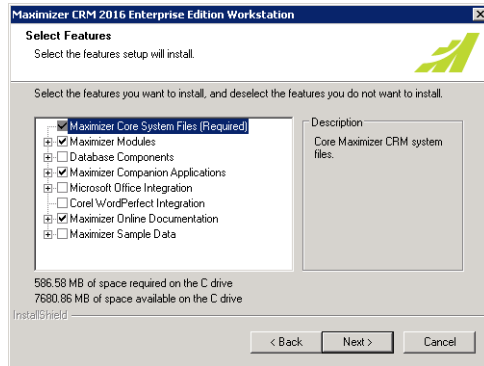 Maximizer CRM 2016 Enterprise Edition Workstation
Select Features
Select the features setup will install.
Select the features you want to install, and deselect the features you do not want to install.
Maximizer Core System Files (Required)
Maximizer Modules
Database Components
Maximizer Companion Applications
Microsoft Office Integration
Corel WordPerfect Integration
Maximizer Online Documentation
Maximizer Sample Data
Description
Core Maximizer CRM system
files.
586.58 MB of space required on the C drive
7680.86 MB of space available on the C drive
InstallShield
< Back
Next >
Cancel